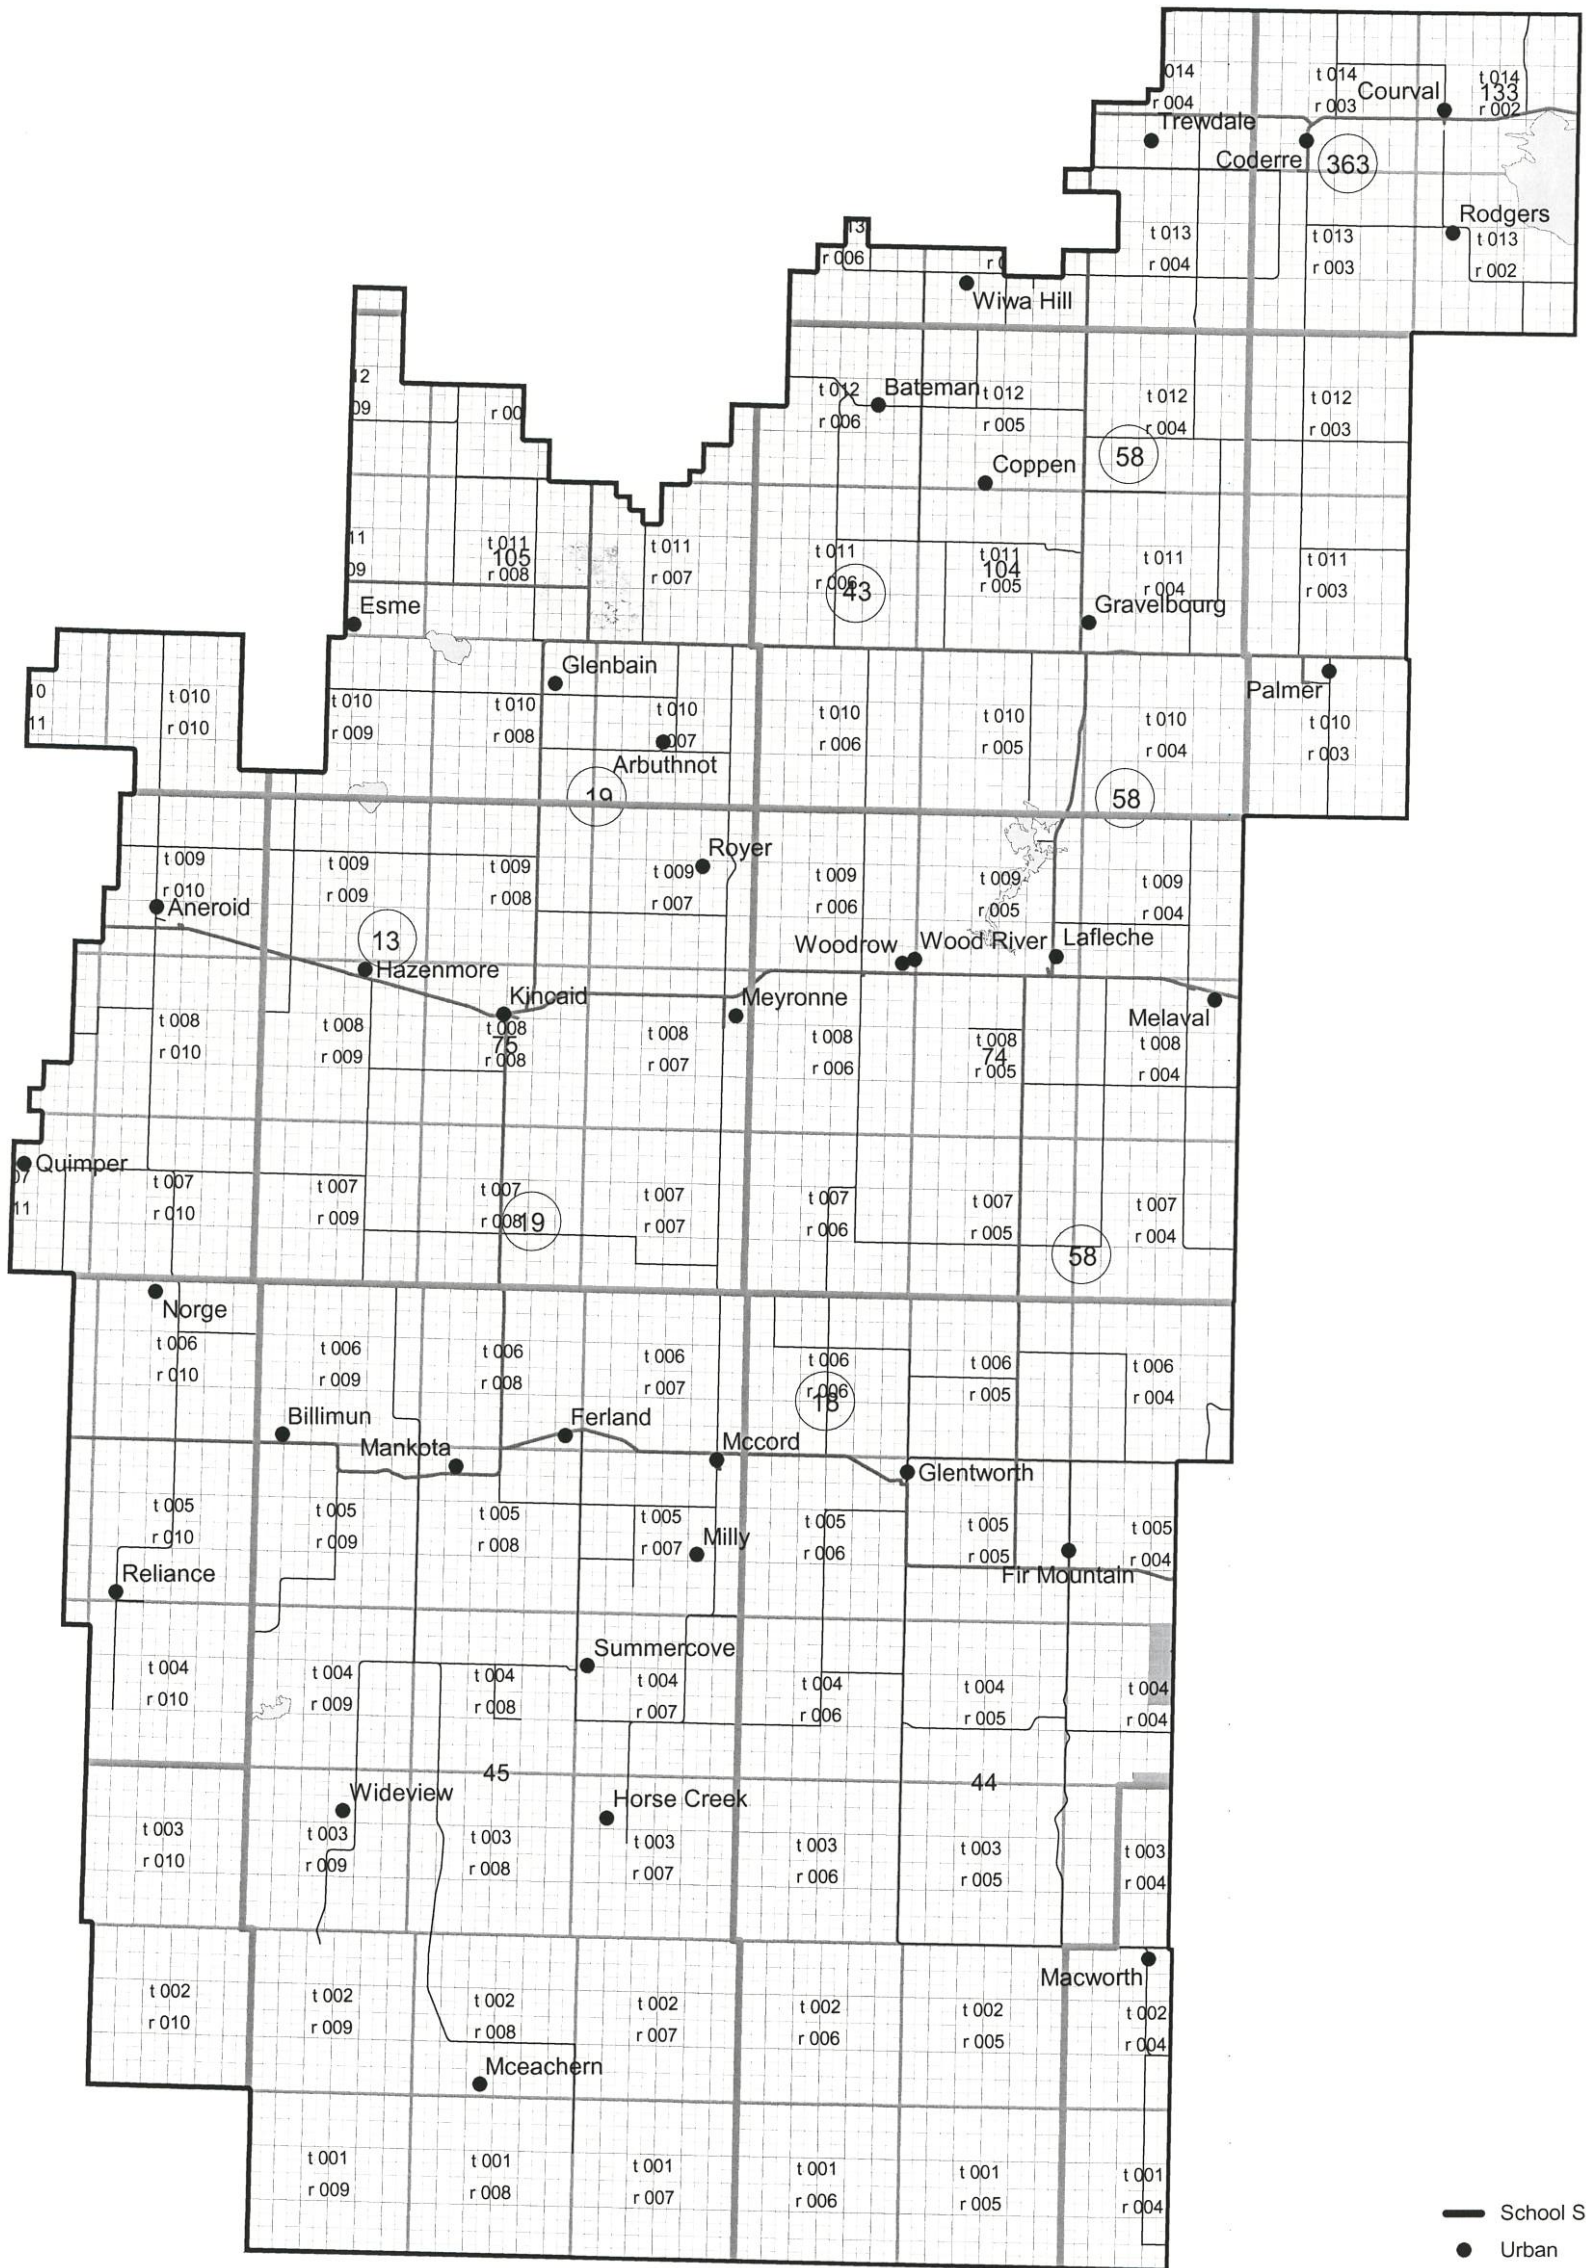 014
r 004
t 014
r 003
Courval
t 014
133
r 002
Trewdale
Coderre
363
Rodgers
t 013
r 004
t 013
r 003
t 013
r 002
13
r 006
Wiwa Hill
12
09
r 00
t 012
r 006
Bateman
t 012
r 005
t 012
r 004
t 012
r 003
58
Coppen
11
09
t 011
105
r 008
t 011
r 007
t 011
r 006
43
t 011
104
r 005
t 011
r 004
t 011
r 003
Esme
Gravelbourg
Glenbain
Palmer
10
11
t 010
r 010
t 010
r 009
t 010
r 008
t 010
007
Arbuthnot
t 010
r 006
t 010
r 005
t 010
r 004
t 010
r 003
19
58
Royer
t 009
r 010
Aneroid
t 009
r 009
t 009
r 008
t 009
r 007
t 009
r 006
t 009
r 005
t 009
r 004
13
Hazenmore
Woodrow
Wood River
Lafleche
Kincaid
Meyronne
Melaval
t 008
r 010
t 008
r 009
t 008
75
r 008
t 008
r 007
t 008
r 006
t 008
74
r 005
t 008
r 004
Quimper
07
11
t 007
r 010
t 007
r 009
t 007
r 008
19
t 007
r 007
t 007
r 006
t 007
r 005
t 007
r 004
58
Norge
t 006
r 010
t 006
r 009
t 006
r 008
t 006
r 007
t 006
r 006
18
t 006
r 005
t 006
r 004
Billimun
Ferland
Mankota
Mccord
Glentworth
t 005
r 010
t 005
r 009
t 005
r 008
t 005
r 007
Milly
t 005
r 006
t 005
r 005
t 005
r 004
Fir Mountain
Reliance
Summercove
t 004
r 010
t 004
r 009
t 004
r 008
t 004
r 007
t 004
r 006
t 004
r 005
t 004
r 004
45
44
Wideview
Horse Creek
t 003
r 010
t 003
r 009
t 003
r 008
t 003
r 007
t 003
r 006
t 003
r 005
t 003
r 004
Macworth
t 002
r 010
t 002
r 009
t 002
r 008
t 002
r 007
t 002
r 006
t 002
r 005
t 002
r 004
Mceachern
t 001
r 009
t 001
r 008
t 001
r 007
t 001
r 006
t 001
r 005
t 001
r 004
School S
Urban